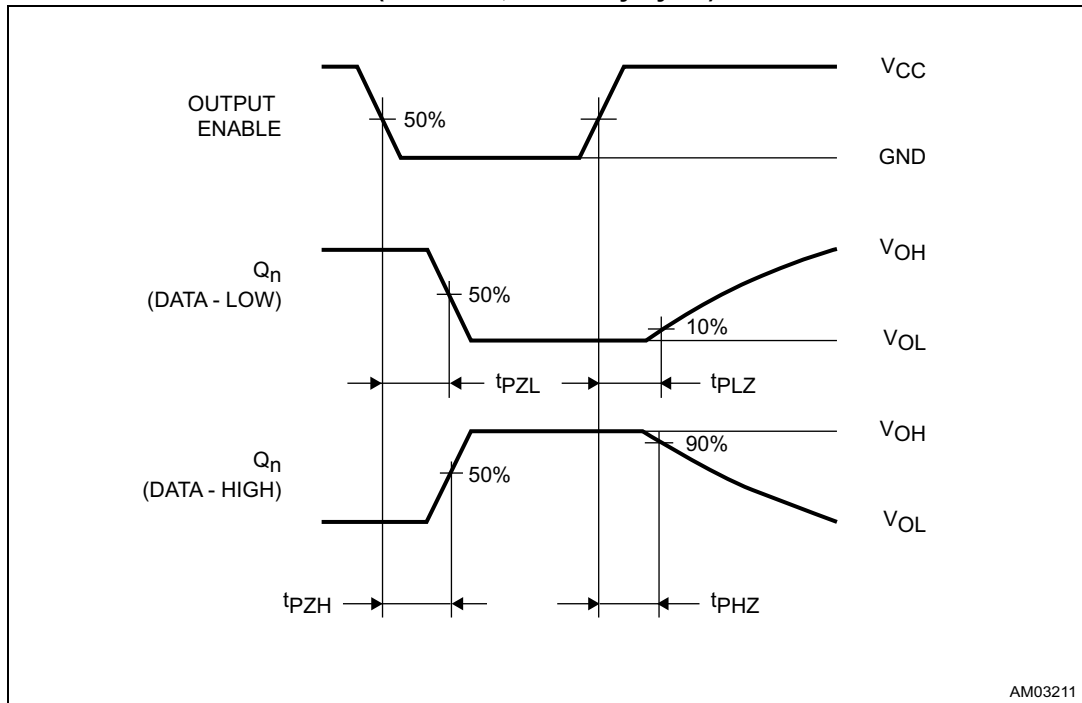 VCC
OUTPUT
ENABLE
50%
GND
Qn
(DATA - LOW)
VOH
50%
10%
VOL
tPZL
tPLZ
Qn
(DATA - HIGH)
VOH
90%
50%
VOL
tPZH
tPHZ
AM03211